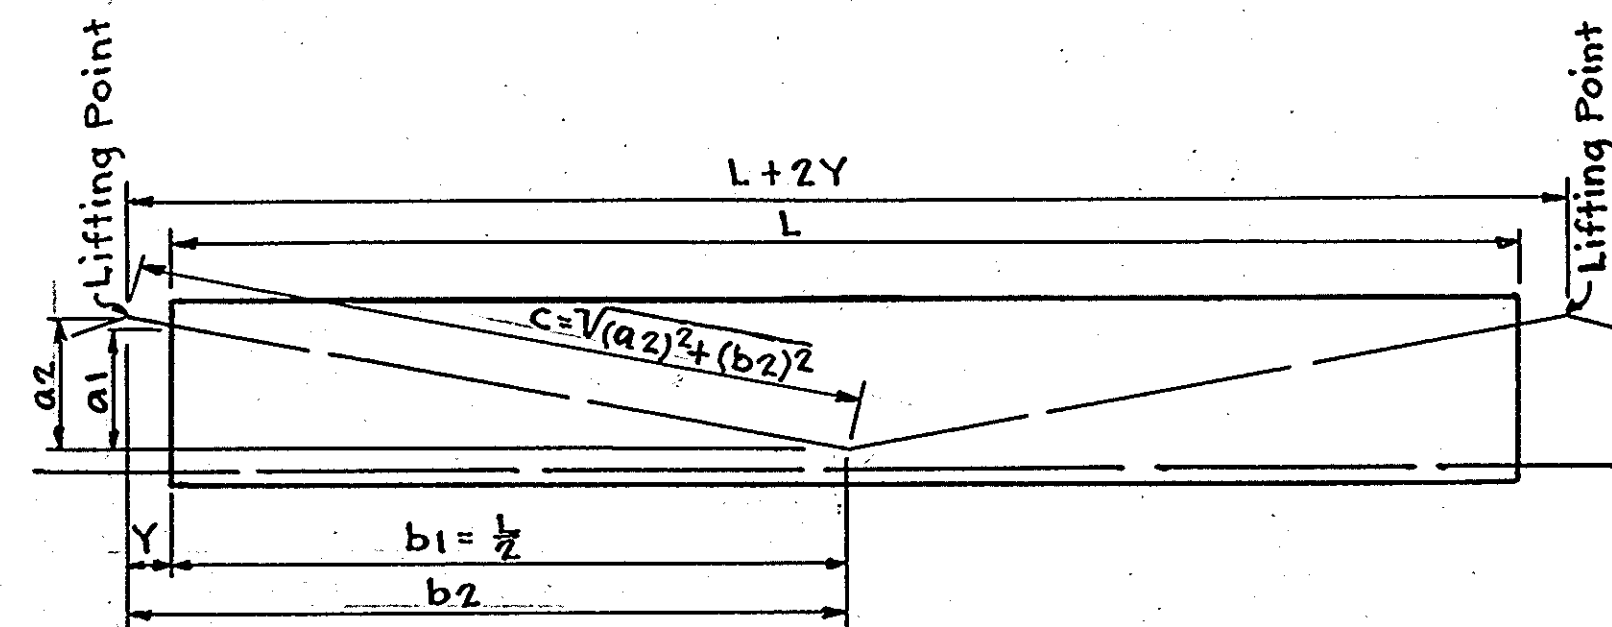 Lifting Point
Lifting Point
L + 2Y
L
C = √(a2)² + (b2)²
a2
a1
Y
b1 = L/2
b2